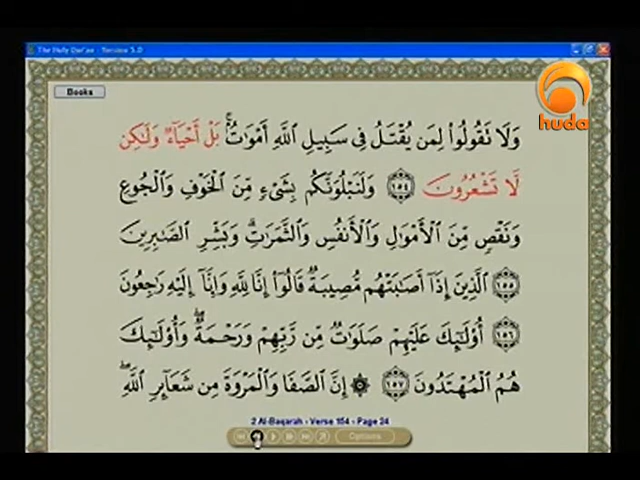 The Holy Qur'an - Version 3.0
Books
huda
وَلَا تَقُولُوا۟ لِمَن يُقْتَلُ فِى سَبِيلِ ٱللَّهِ أَمْوَٰتٌۢ ۚ بَلْ أَحْيَآءٌ وَلَٰكِن
لَّا تَشْعُرُونَ ١٥٤ وَلَنَبْلُوَنَّكُم بِشَىْءٍ مِّنَ ٱلْخَوْفِ وَٱلْجُوعِ
وَنَقْصٍ مِّنَ ٱلْأَمْوَٰلِ وَٱلْأَنفُسِ وَٱلثَّمَرَٰتِ ۗ وَبَشِّرِ ٱلصَّٰبِرِينَ
١٥٥ ٱلَّذِينَ إِذَآ أَصَٰبَتْهُم مُّصِيبَةٌ قَالُوٓا۟ إِنَّا لِلَّهِ وَإِنَّآ إِلَيْهِ رَٰجِعُونَ
١٥٦ أُو۟لَٰٓئِكَ عَلَيْهِمْ صَلَوَٰتٌ مِّن رَّبِّهِمْ وَرَحْمَةٌ ۖ وَأُو۟لَٰٓئِكَ
هُمُ ٱلْمُهْتَدُونَ ١٥٧ ۞ إِنَّ ٱلصَّفَا وَٱلْمَرْوَةَ مِن شَعَآئِرِ ٱللَّهِ ۖ
2 Al-Baqarah - Verse 154 - Page 24
Options